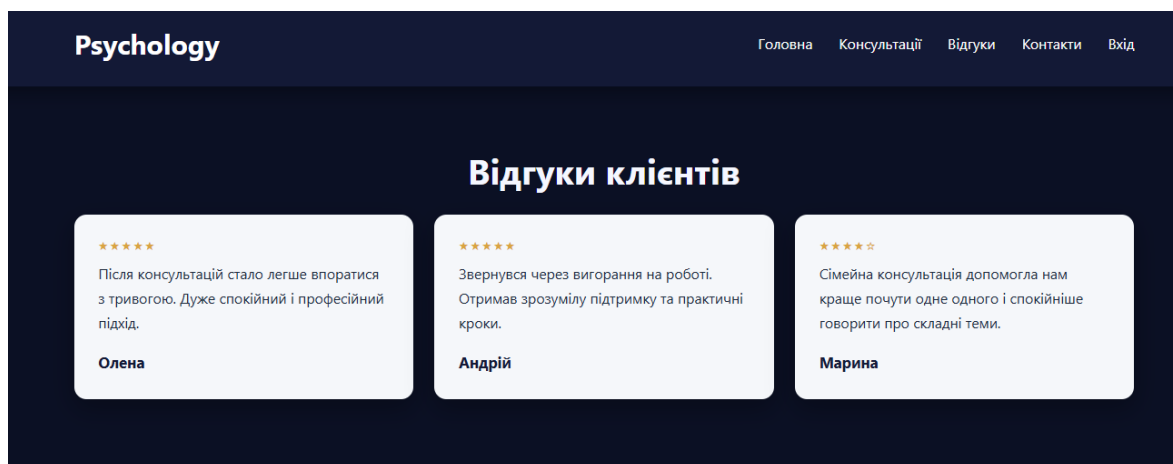 Psychology
Головна Консультації Відгуки Контакти Вхід
Відгуки клієнтів
★★★★★
Після консультацій стало легше впоратися
з тривогою. Дуже спокійний і професійний
підхід.
Олена
★★★★★
Звернувся через вигорання на роботі.
Отримав зрозумілу підтримку та практичні
кроки.
Андрій
★★★★☆
Сімейна консультація допомогла нам
краще почути одне одного і спокійніше
говорити про складні теми.
Марина